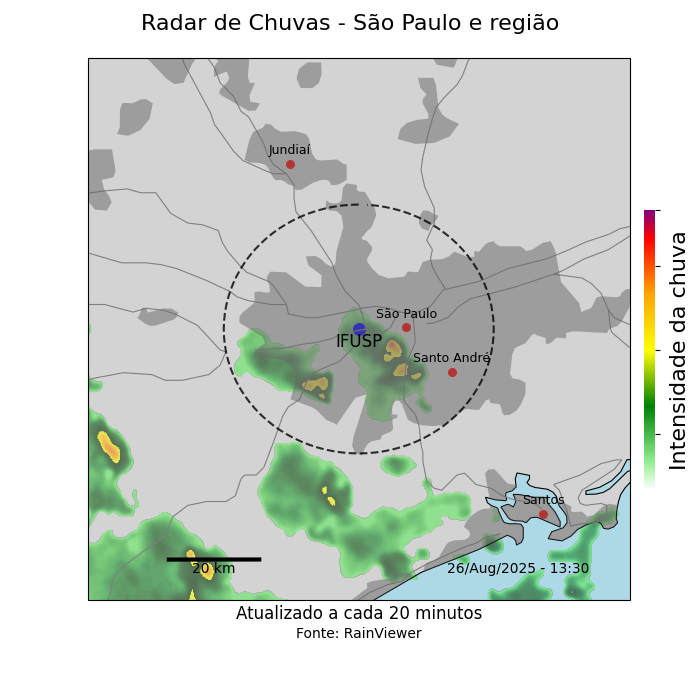 Radar de Chuvas - São Paulo e região
Jundiaí
São Paulo
IFUSP
Santo André
Santos
20 km
26/Aug/2025 - 13:30
Intensidade da chuva
Atualizado a cada 20 minutos
Fonte: RainViewer